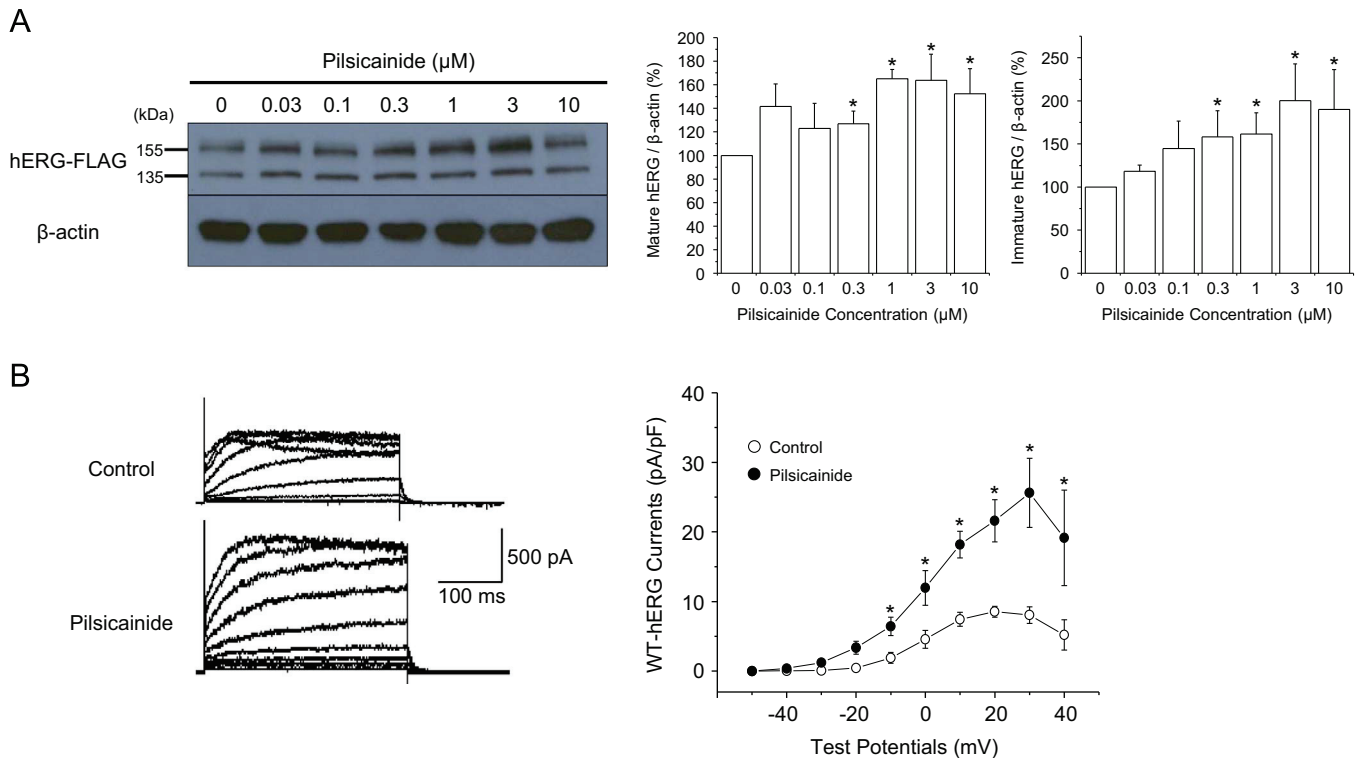 A
Pilsicainide (µM)
0 0.03 0.1 0.3 1 3 10
(kDa)
hERG-FLAG
155
135
β-actin
Mature hERG / β-actin (%)
200
180
160
140
120
100
80
60
40
20
0
* * * *
0 0.03 0.1 0.3 1 3 10
Pilsicainide Concentration (µM)
Immature hERG / β-actin (%)
250
200
150
100
50
0
* * * *
0 0.03 0.1 0.3 1 3 10
Pilsicainide Concentration (µM)
B
Control
Pilsicainide
500 pA
100 ms
WT-hERG Currents (pA/pF)
40
30
20
10
0
Control
Pilsicainide
* * * * * *
-40 -20 0 20 40
Test Potentials (mV)